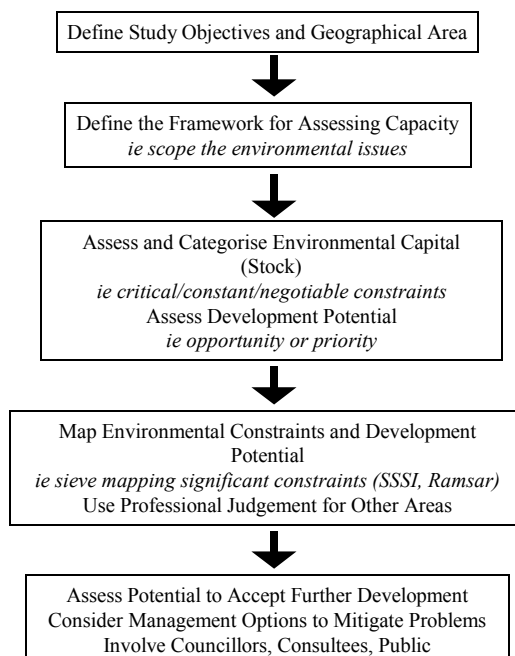 Define Study Objectives and Geographical Area
Define the Framework for Assessing Capacity
ie scope the environmental issues
Assess and Categorise Environmental Capital
(Stock)
ie critical/constant/negotiable constraints
Assess Development Potential
ie opportunity or priority
Map Environmental Constraints and Development
Potential
ie sieve mapping significant constraints (SSSI, Ramsar)
Use Professional Judgement for Other Areas
Assess Potential to Accept Further Development
Consider Management Options to Mitigate Problems
Involve Councillors, Consultees, Public